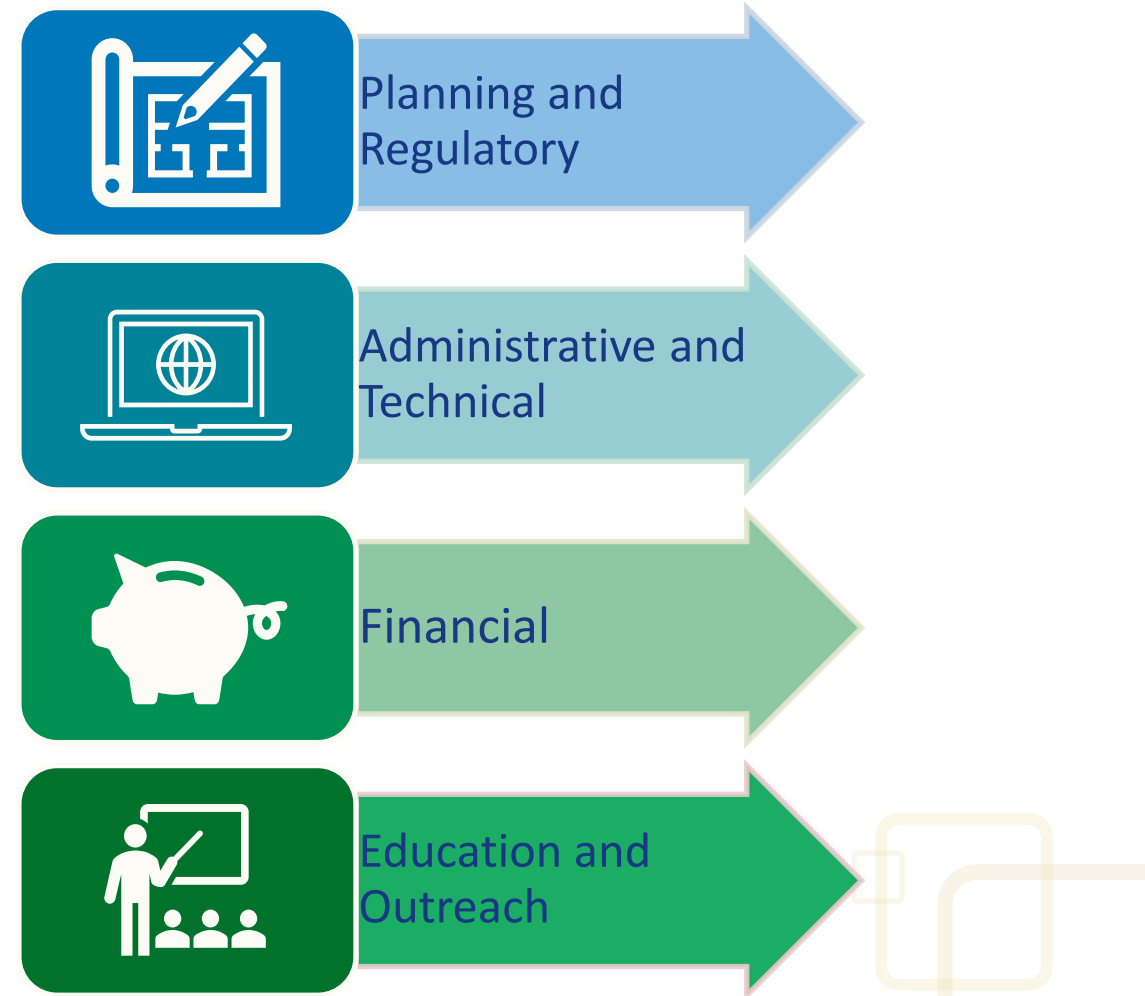 Planning and
Regulatory
Administrative and
Technical
Financial
Education and
Outreach